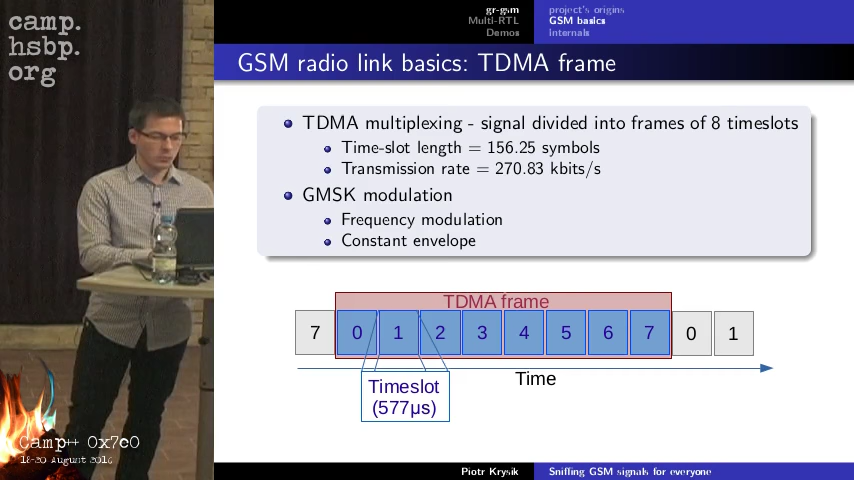 camp.
hsbp.
org
gr-gsm
Multi-RTL
Demos
project's origins
GSM basics
Internals
GSM radio link basics: TDMA frame
TDMA multiplexing - signal divided into frames of 8 timeslots
Time-slot length = 156.25 symbols
Transmission rate = 270.83 kbits/s
GMSK modulation
Frequency modulation
Constant envelope
TDMA frame
7 0 1 2 3 4 5 6 7 0 1
Time
Timeslot
(577µs)
Camp++ 0x7c0
18-20 August 2016
Piotr Krysik
Sniffing GSM signals for everyone